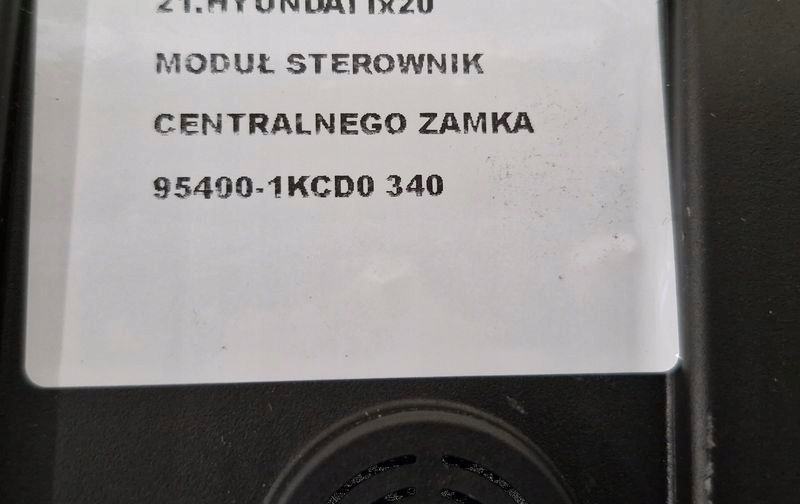 21.HYUNDAI ix20
MODUŁ STEROWNIK
CENTRALNEGO ZAMKA
95400-1KCD0 340